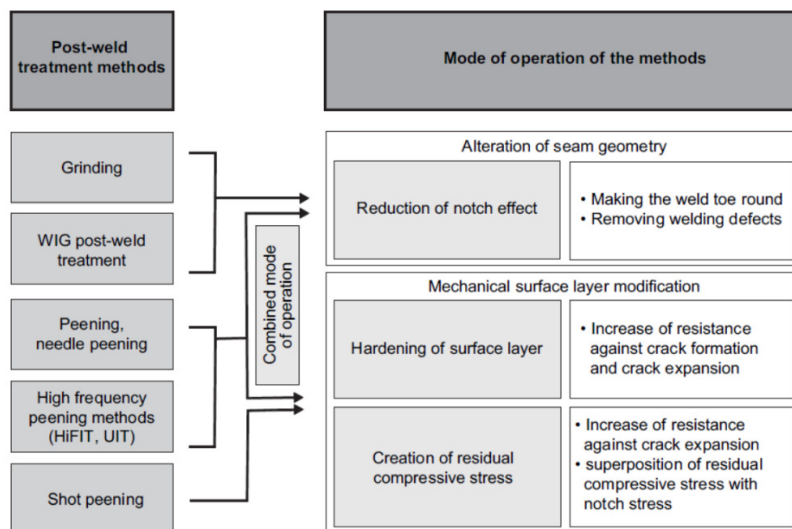 Post-weld
treatment methods
Mode of operation of the methods
Grinding
WIG post-weld
treatment
Peening,
needle peening
High frequency
peening methods
(HiFIT, UIT)
Shot peening
Combined mode
of operation
Alteration of seam geometry
Reduction of notch effect
• Making the weld toe round
• Removing welding defects
Mechanical surface layer modification
Hardening of surface layer
• Increase of resistance
against crack formation
and crack expansion
Creation of residual
compressive stress
• Increase of resistance
against crack expansion
• superposition of residual
compressive stress with
notch stress